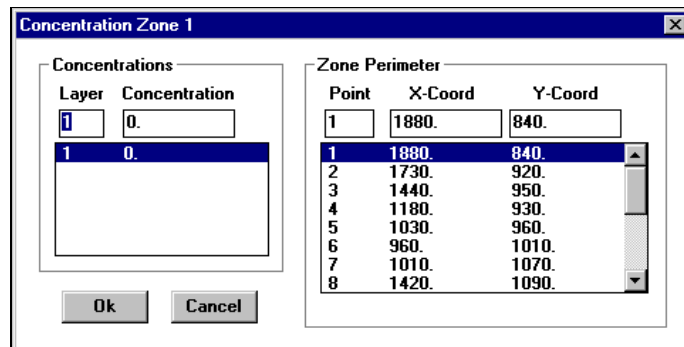 Concentration Zone 1
Concentrations
Layer Concentration
1 0.
1 0.
Ok Cancel
Zone Perimeter
Point X-Coord Y-Coord
1 1880. 840.
1 1880. 840.
2 1730. 920.
3 1440. 950.
4 1180. 930.
5 1030. 960.
6 960. 1010.
7 1010. 1070.
8 1420. 1090.